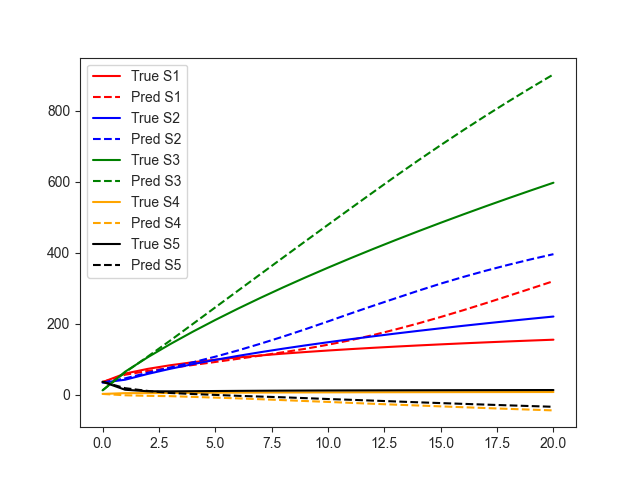 True S1
Pred S1
True S2
Pred S2
True S3
Pred S3
True S4
Pred S4
True S5
Pred S5
800
600
400
200
0
0.0 2.5 5.0 7.5 10.0 12.5 15.0 17.5 20.0